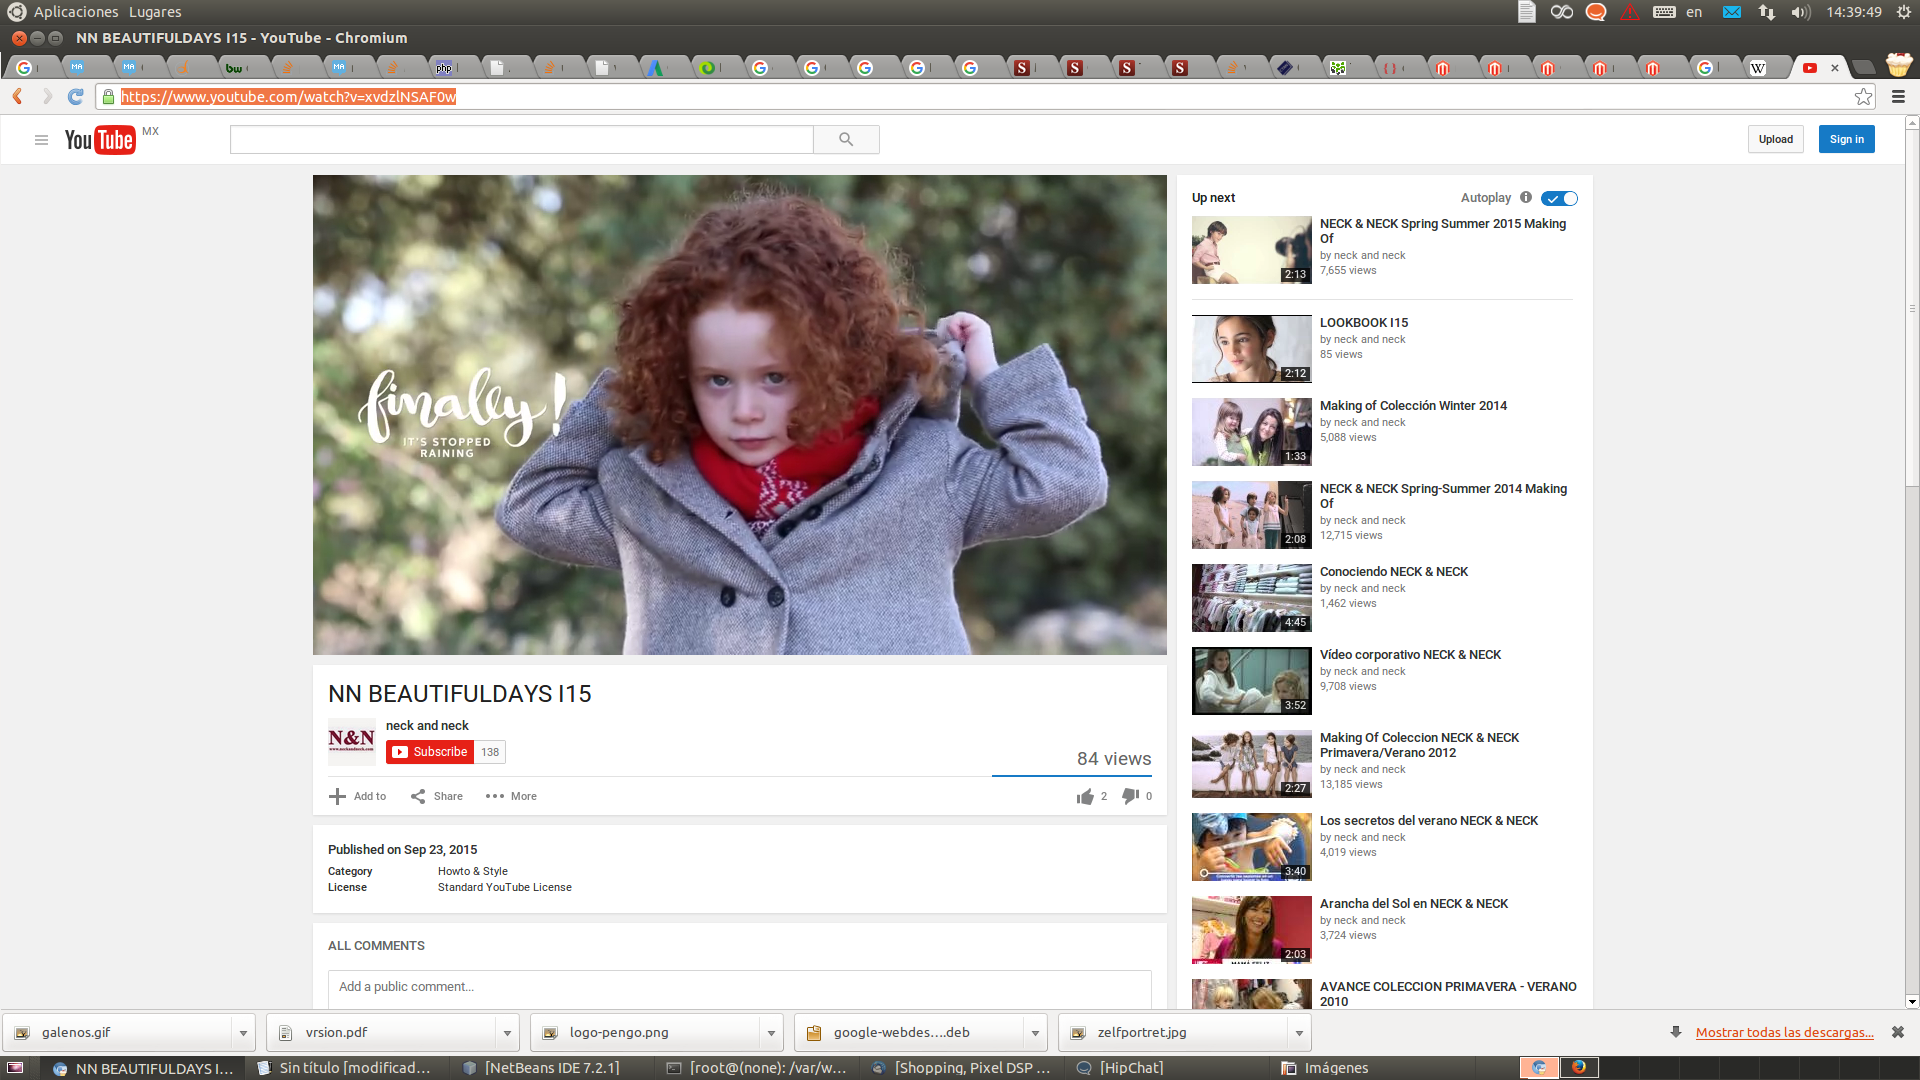 Aplicaciones Lugares
en
14:39:49
NN BEAUTIFULDAYS I15 - YouTube - Chromium
https://www.youtube.com/watch?v=xvdzlNSAF0w
YouTube MX
Upload
Sign in
finally!
IT'S STOPPED
RAINING
NN BEAUTIFULDAYS I15
N&N
neck and neck
Subscribe 138
84 views
Add to
Share
More
2
0
Published on Sep 23, 2015
Category Howto & Style
License Standard YouTube License
ALL COMMENTS
Add a public comment...
Up next
Autoplay
2:13
NECK & NECK Spring Summer 2015 Making
Of
by neck and neck
7,655 views
2:12
LOOKBOOK I15
by neck and neck
85 views
1:33
Making of Colección Winter 2014
by neck and neck
5,088 views
2:08
NECK & NECK Spring-Summer 2014 Making
Of
by neck and neck
12,715 views
4:45
Conociendo NECK & NECK
by neck and neck
1,462 views
3:52
Vídeo corporativo NECK & NECK
by neck and neck
9,708 views
2:27
Making Of Coleccion NECK & NECK
Primavera/Verano 2012
by neck and neck
13,185 views
3:40
Los secretos del verano NECK & NECK
by neck and neck
4,019 views
2:03
Arancha del Sol en NECK & NECK
by neck and neck
3,724 views
AVANCE COLECCION PRIMAVERA - VERANO
2010
galenos.gif
vrsion.pdf
logo-pengo.png
google-webdes....deb
zelfportret.jpg
Mostrar todas las descargas...
NN BEAUTIFULDAYS I...
Sin título [modificad...
[NetBeans IDE 7.2.1]
[root@(none): /var/w...
[Shopping, Pixel DSP ...
[HipChat]
Imágenes